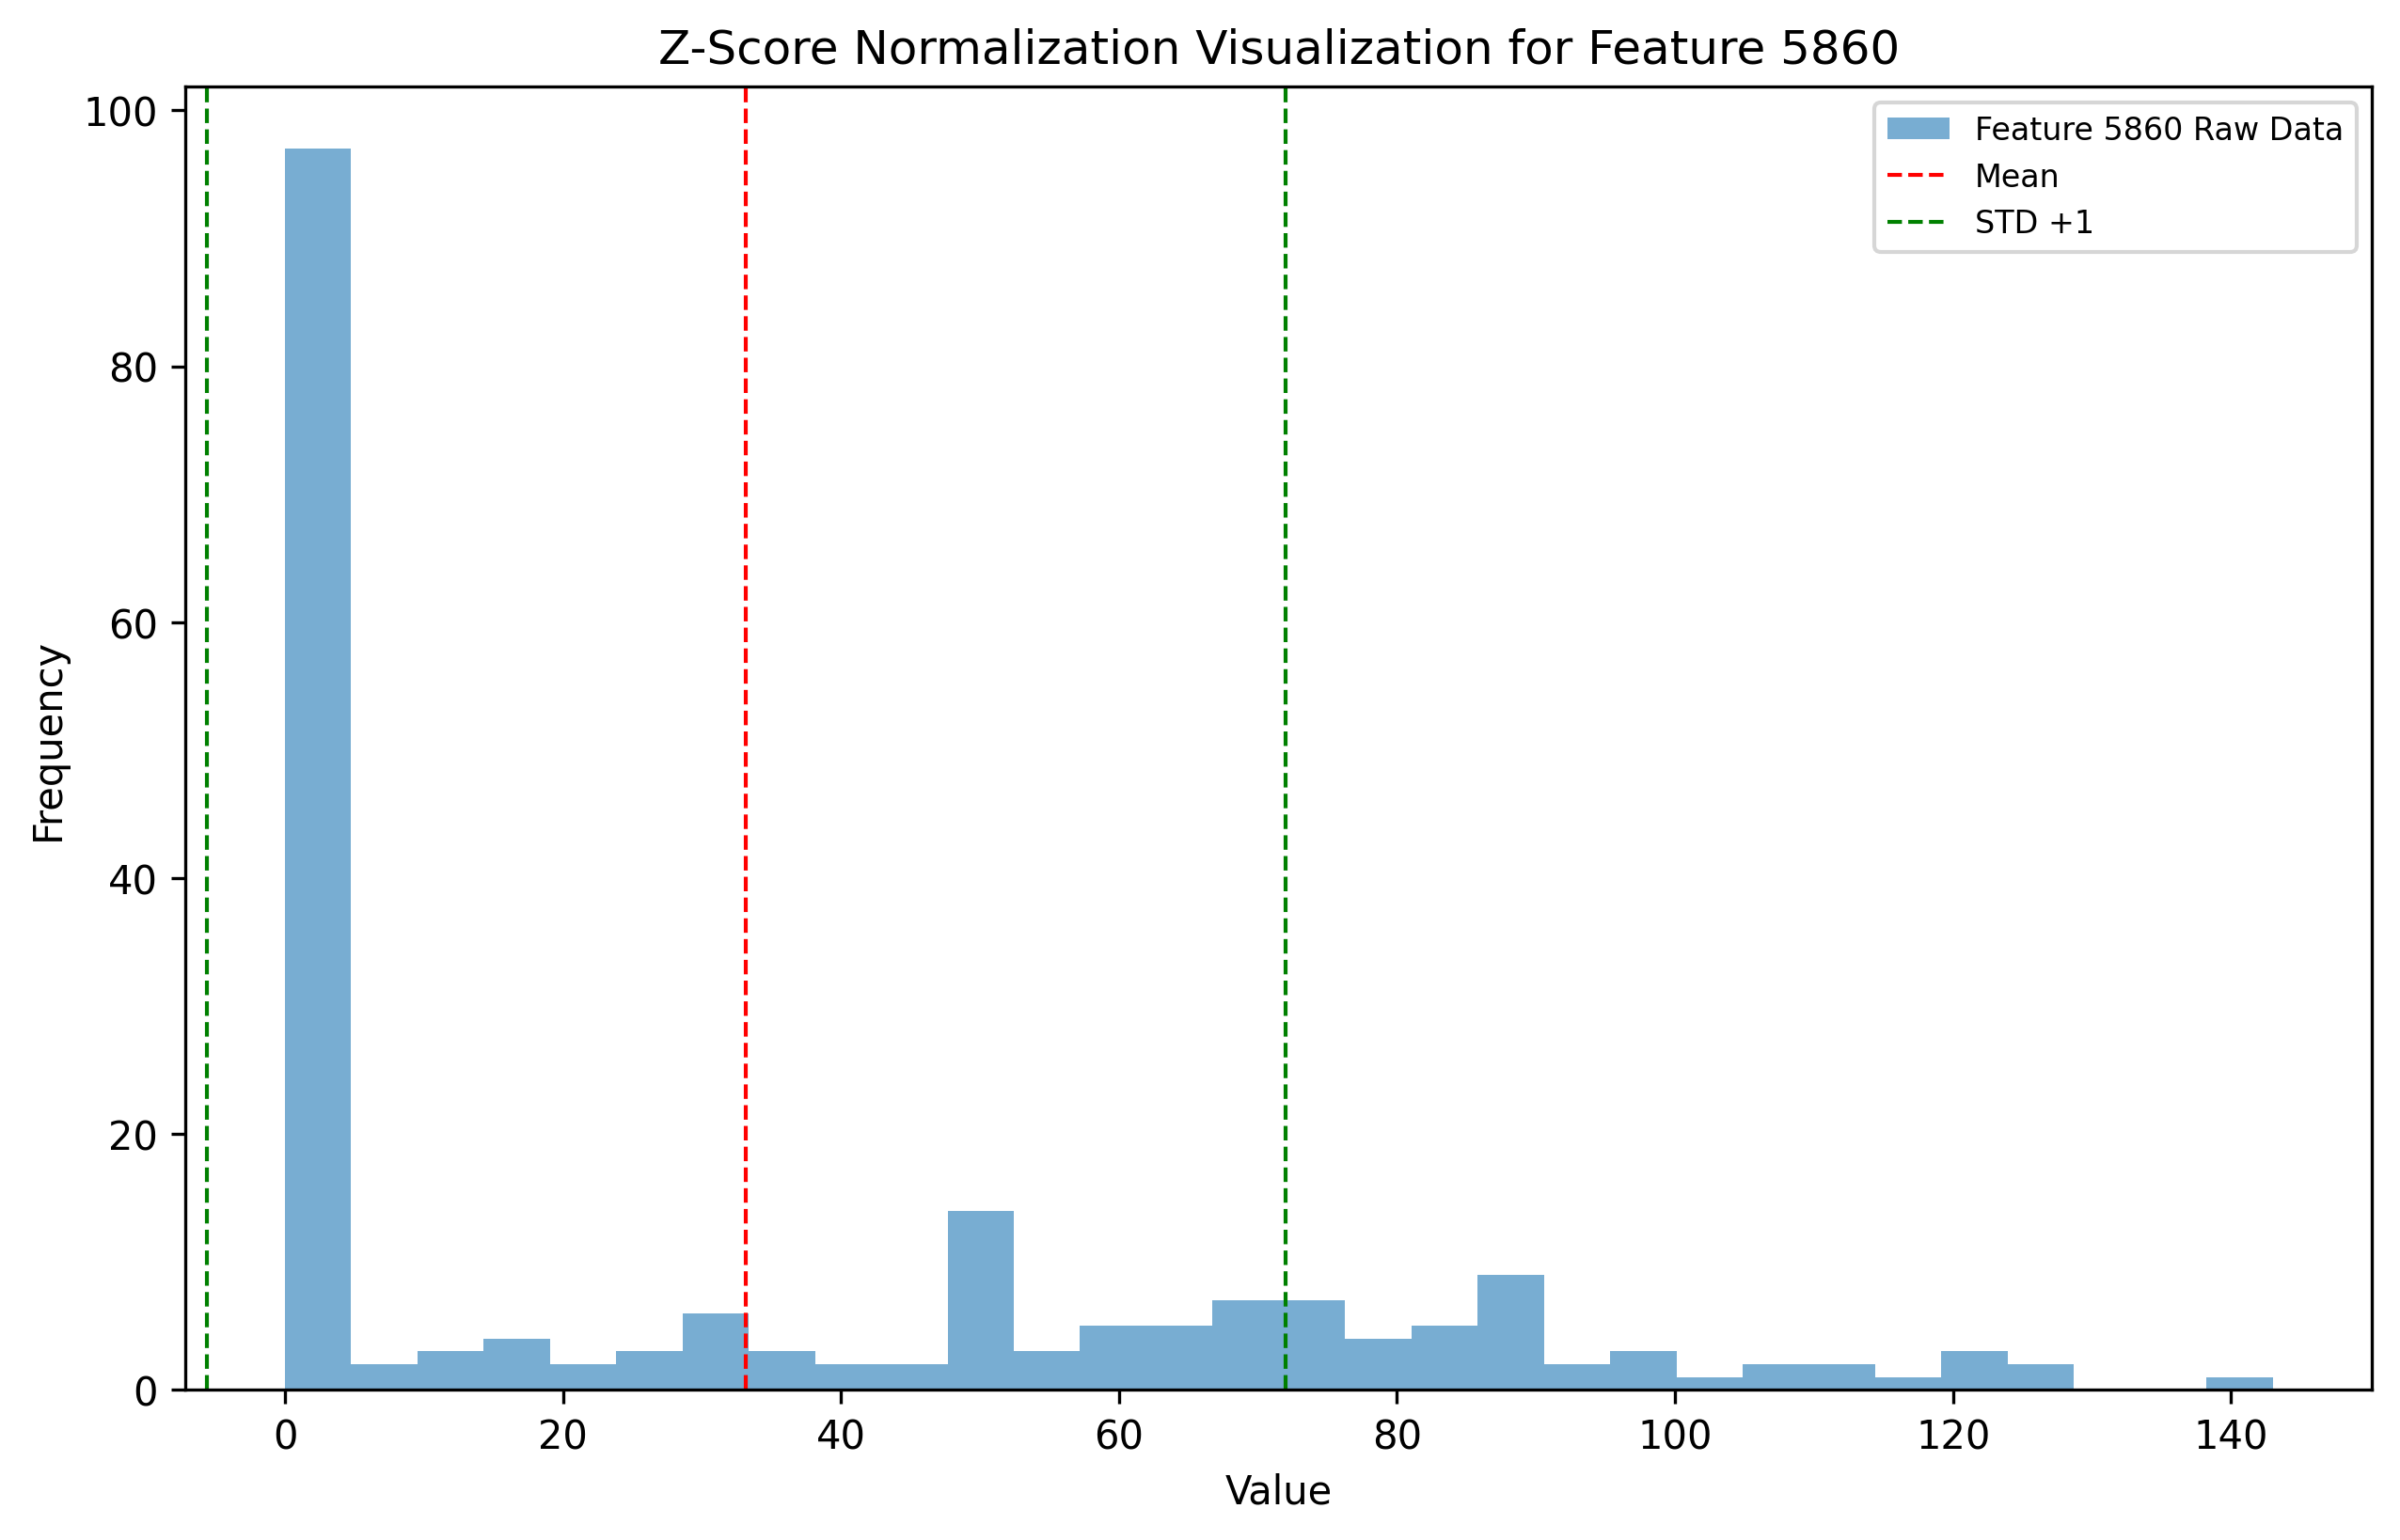 Z-Score Normalization Visualization for Feature 5860
Feature 5860 Raw Data
Mean
STD +1
100
80
60
40
20
0
Frequency
0 20 40 60 80 100 120 140
Value